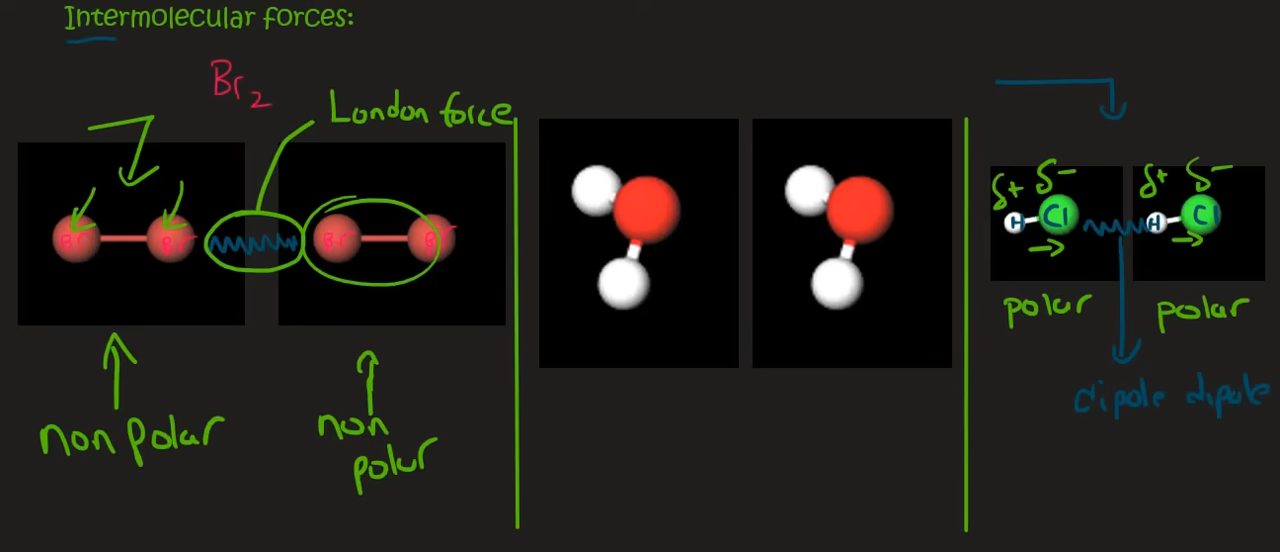 Intermolecular forces:
Br2
London force
Br Br Br Br
non polar
non
polar
δ+ δ- δ+ δ-
H Cl H Cl
polar polar
dipole dipole